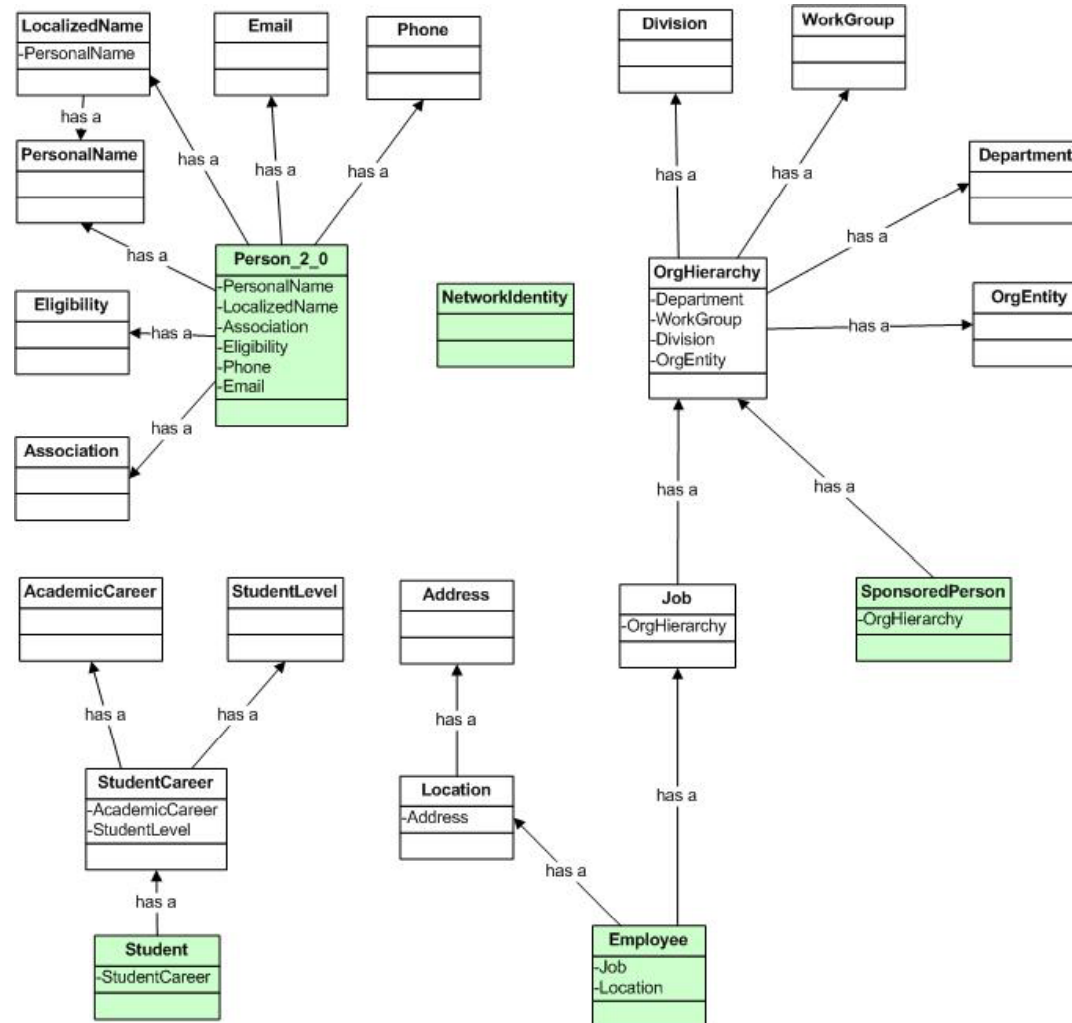 LocalizedName
-PersonalName
Email
Phone
Division
WorkGroup
has a
PersonalName
has a
has a
has a
has a
has a
Department
has a
has a
Person_2_0
-PersonalName
-LocalizedName
-Association
-Eligibility
-Phone
-Email
OrgHierarchy
-Department
-WorkGroup
-Division
-OrgEntity
Eligibility
has a
NetworkIdentity
OrgEntity
has a
has a
Association
has a
has a
AcademicCareer
StudentLevel
Address
Job
-OrgHierarchy
SponsoredPerson
-OrgHierarchy
has a
has a
has a
StudentCareer
-AcademicCareer
-StudentLevel
Location
-Address
has a
has a
has a
Student
-StudentCareer
Employee
-Job
-Location